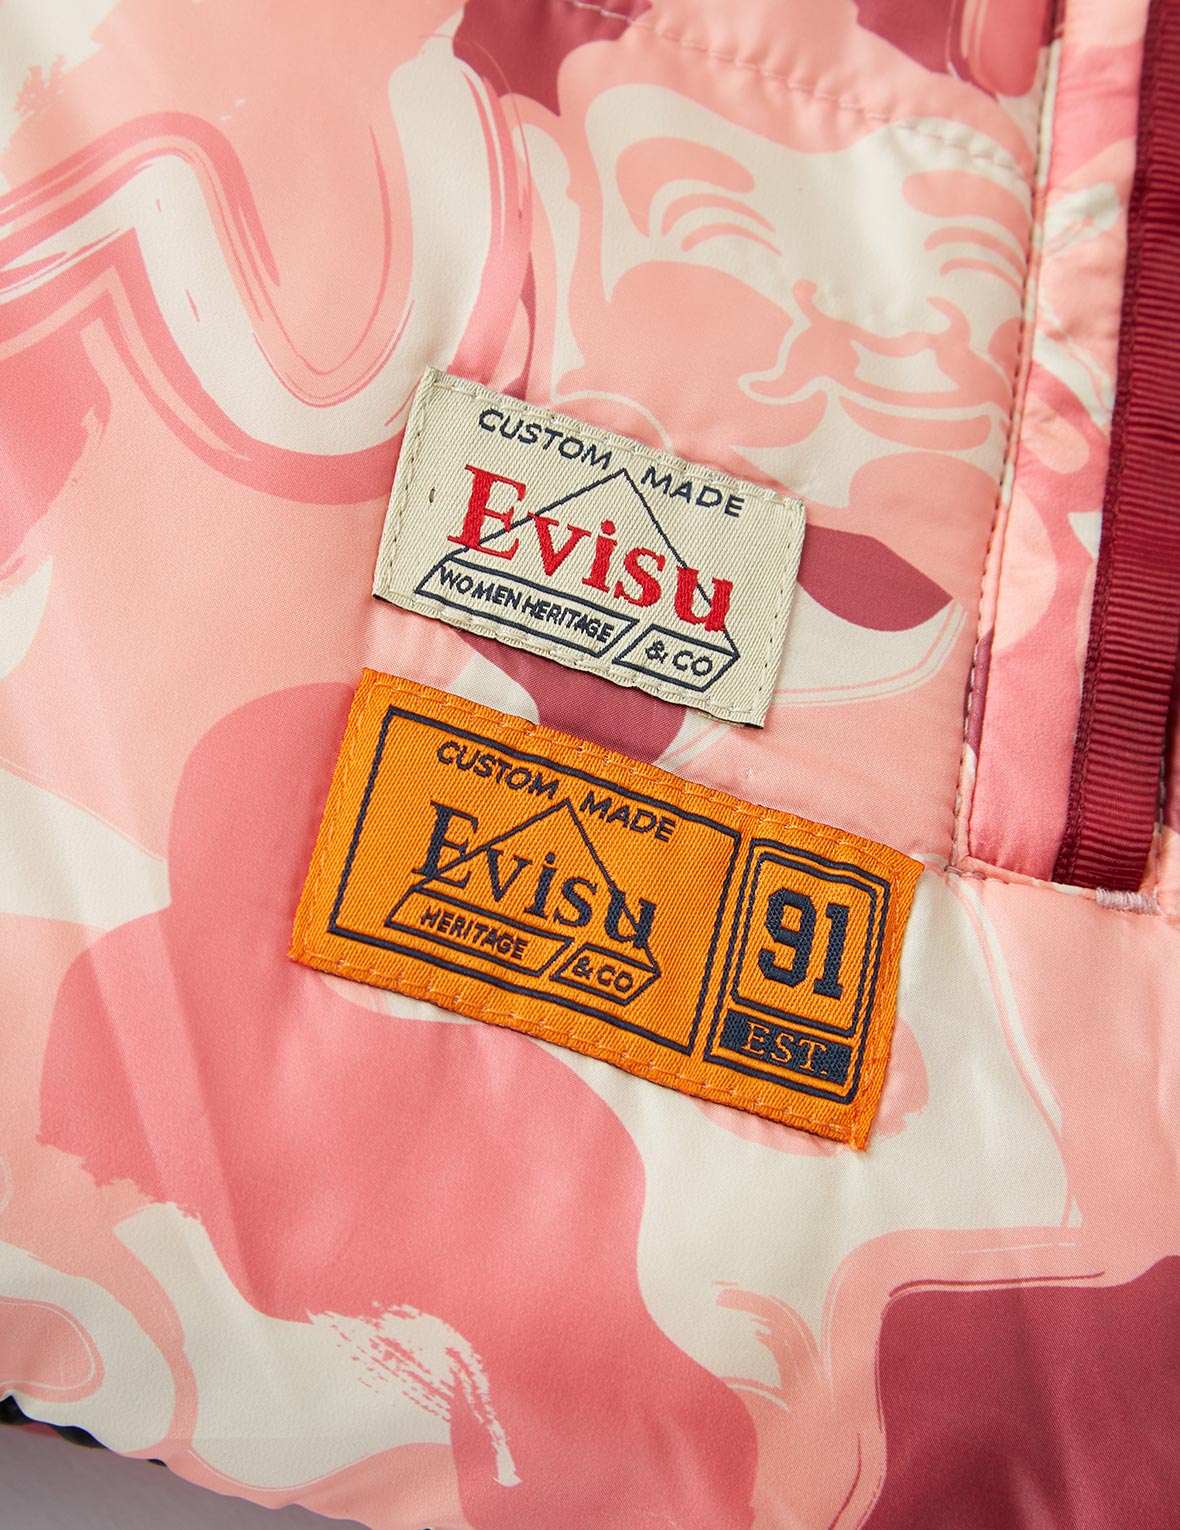 CUSTOM MADE
Evisu
WOMEN HERITAGE & CO
CUSTOM MADE
Evisu
HERITAGE & CO
91
EST.